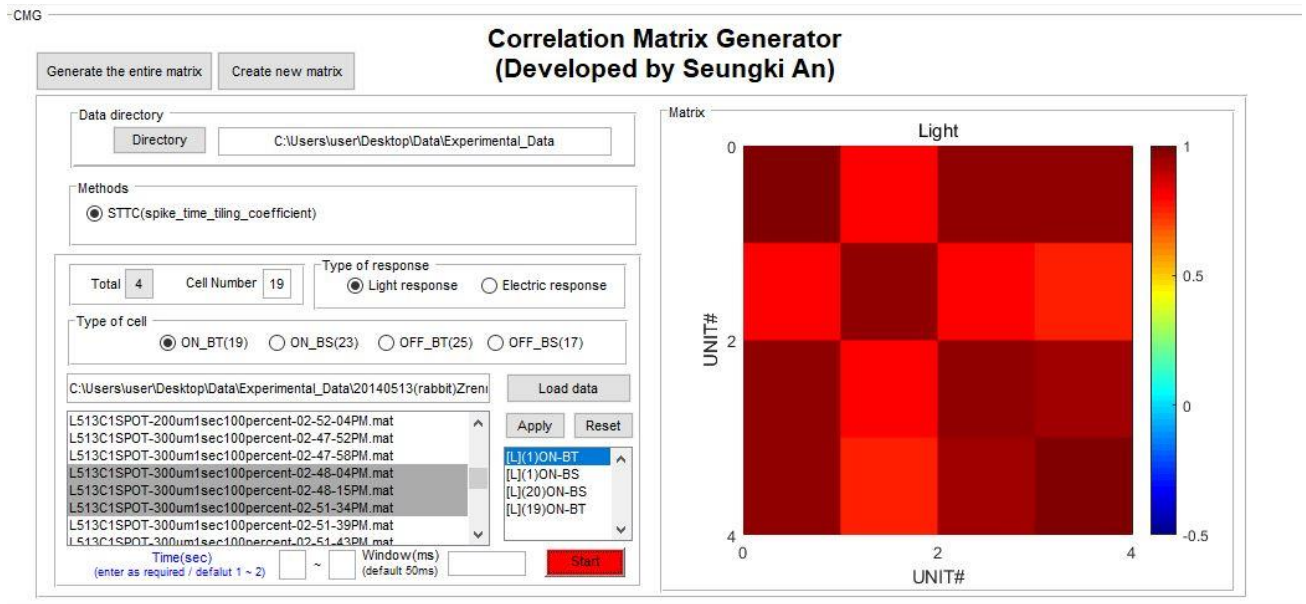 CMG
Correlation Matrix Generator
(Developed by Seungki An)
Generate the entire matrix
Create new matrix
Data directory
Directory
C:\Users\user\Desktop\Data\Experimental_Data
Methods
STTC(spike_time_tiling_coefficient)
Total 4 Cell Number 19
Type of response
Light response Electric response
Type of cell
ON_BT(19) ON_BS(23) OFF_BT(25) OFF_BS(17)
C:\Users\user\Desktop\Data\Experimental_Data\20140513(rabbit)Zrenn
Load data
L513C1SPOT-200um1sec100percent-02-52-04PM.mat
L513C1SPOT-300um1sec100percent-02-47-52PM.mat
L513C1SPOT-300um1sec100percent-02-47-58PM.mat
L513C1SPOT-300um1sec100percent-02-48-04PM.mat
L513C1SPOT-300um1sec100percent-02-48-15PM.mat
L513C1SPOT-300um1sec100percent-02-51-34PM.mat
L513C1SPOT-300um1sec100percent-02-51-39PM.mat
L513C1SPOT-300um1sec100percent-02-51-43PM.mat
Apply Reset
[L](1)ON-BT
[L](1)ON-BS
[L](20)ON-BS
[L](19)ON-BT
Time(sec)
(enter as required / defalut 1 ~ 2)
~
Window(ms)
(default 50ms)
Start
Matrix
Light
0
2
4
UNIT#
0 2 4
UNIT#
1
0.5
0
-0.5